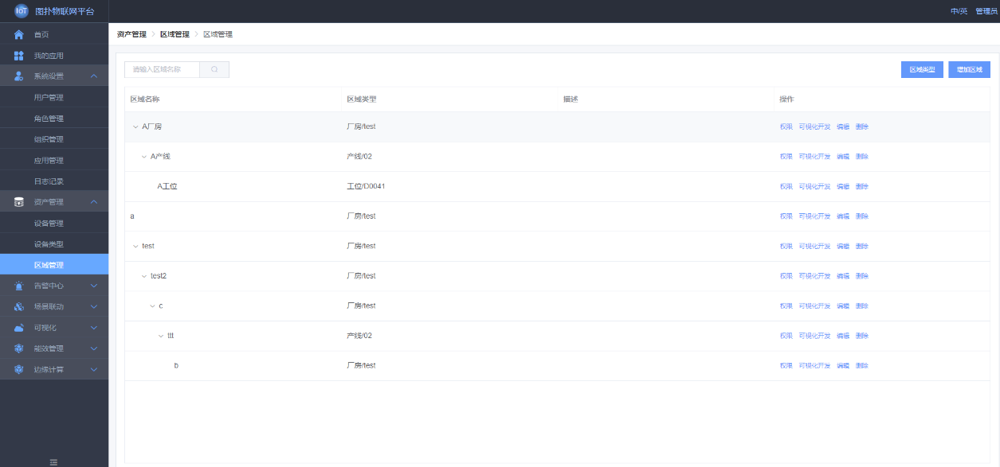 IOT 图扑物联网平台
中/英 管理员
首页
我的应用
系统设置
用户管理
角色管理
组织管理
应用管理
日志记录
资产管理
设备管理
设备类型
区域管理
告警中心
场景联动
可视化
能效管理
边缘计算
资产管理 > 区域管理 > 区域管理
请输入区域名称
区域类型 增加区域
区域名称 区域类型 描述 操作
A厂房 厂房/test 权限 可视化开发 编辑 删除
A产线 产线/02 权限 可视化开发 编辑 删除
A工位 工位/D0041 权限 可视化开发 编辑 删除
a 厂房/test 权限 可视化开发 编辑 删除
test 厂房/test 权限 可视化开发 编辑 删除
test2 厂房/test 权限 可视化开发 编辑 删除
c 厂房/test 权限 可视化开发 编辑 删除
ttt 产线/02 权限 可视化开发 编辑 删除
b 厂房/test 权限 可视化开发 编辑 删除